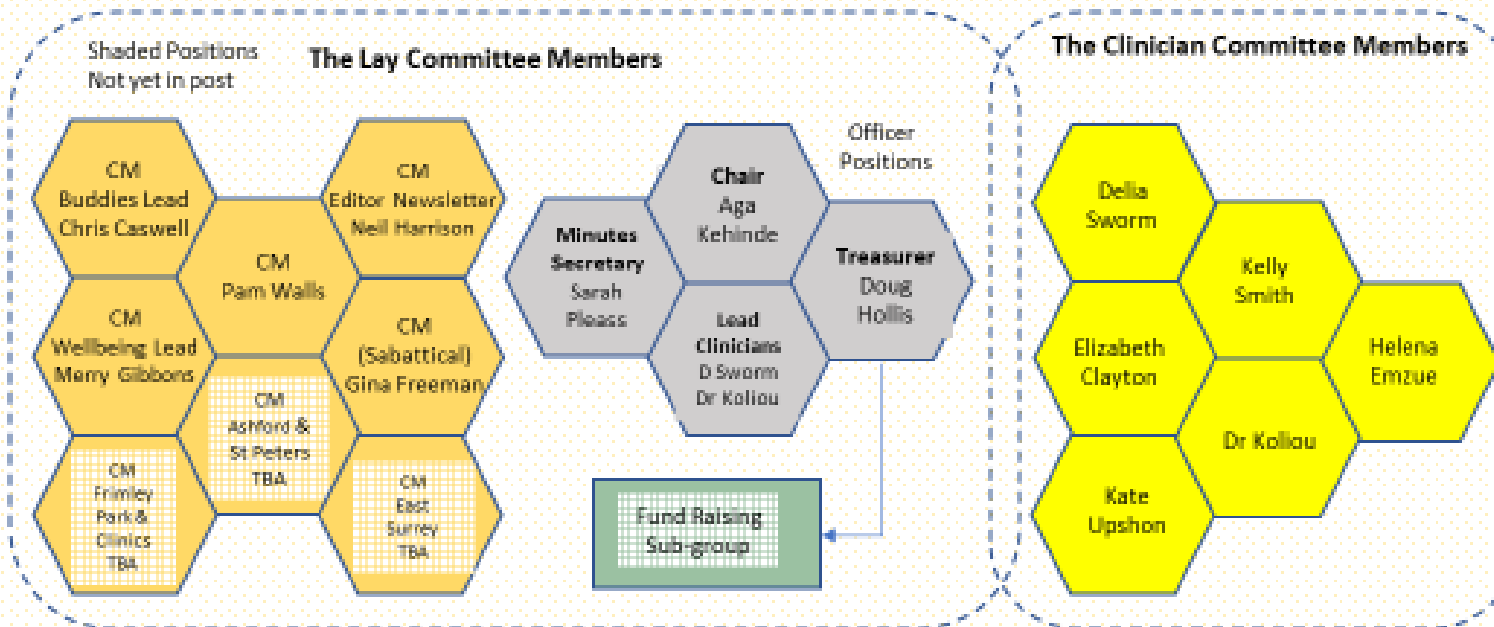 Shaded Positions
Not yet in post
The Lay Committee Members
The Clinician Committee Members
CM
Buddies Lead
Chris Caswell
CM
Editor Newsletter
Neil Harrison
CM
Pam Walls
CM
Wellbeing Lead
Merry Gibbons
CM
(Sabattical)
Gina Freeman
CM
Ashford &
St Peters
TBA
CM
Frimley
Park &
Clinics
TBA
CM
East
Surrey
TBA
Officer
Positions
Chair
Aga
Kehinde
Minutes
Secretary
Sarah
Pleass
Treasurer
Doug
Hollis
Lead
Clinicians
D Sworm
Dr Koliou
Fund Raising
Sub-group
Delia
Sworm
Kelly
Smith
Elizabeth
Clayton
Helena
Emzue
Dr Koliou
Kate
Upshon